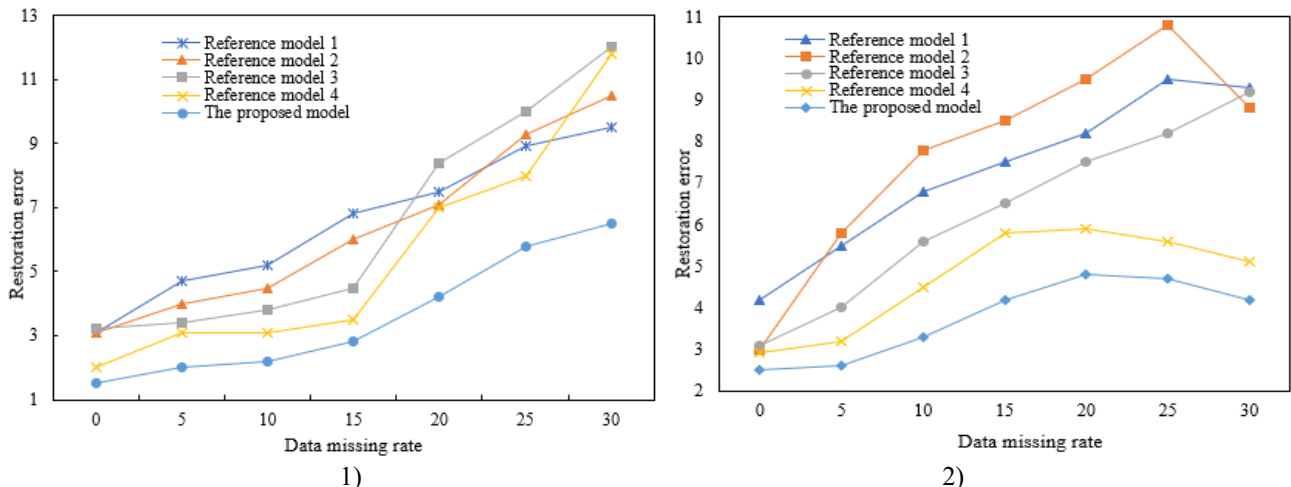 13
11
9
7
5
3
1
Restoration error
Reference model 1
Reference model 2
Reference model 3
Reference model 4
The proposed model
0 5 10 15 20 25 30
Data missing rate
1)
11
10
9
8
7
6
5
4
3
2
Restoration error
Reference model 1
Reference model 2
Reference model 3
Reference model 4
The proposed model
0 5 10 15 20 25 30
Data missing rate
2)